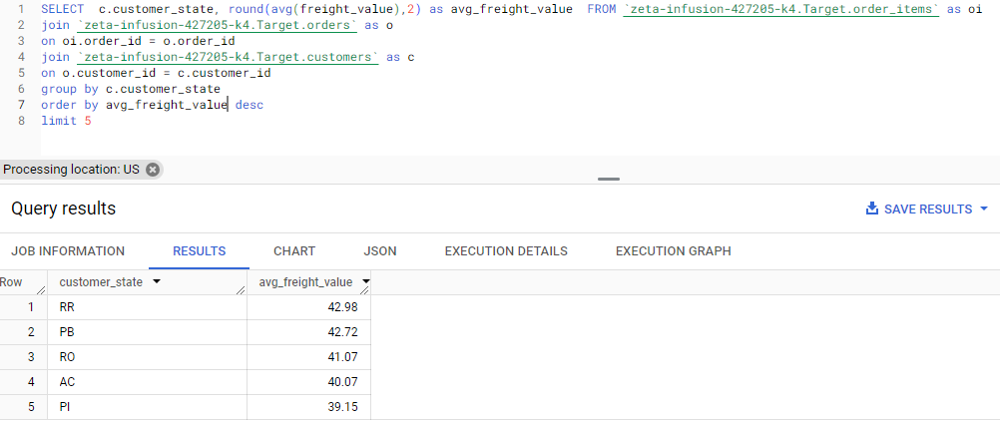 1 SELECT  c.customer_state, round(avg(freight_value),2) as avg_freight_value  FROM `zeta-infusion-427205-k4.Target.order_items` as oi
2 join `zeta-infusion-427205-k4.Target.orders` as o
3 on oi.order_id = o.order_id
4 join `zeta-infusion-427205-k4.Target.customers` as c
5 on o.customer_id = c.customer_id
6 group by c.customer_state
7 order by avg_freight_value desc
8 limit 5
Processing location: US
Query results SAVE RESULTS
JOB INFORMATION RESULTS CHART JSON EXECUTION DETAILS EXECUTION GRAPH
Row customer_state avg_freight_value
1 RR 42.98
2 PB 42.72
3 RO 41.07
4 AC 40.07
5 PI 39.15